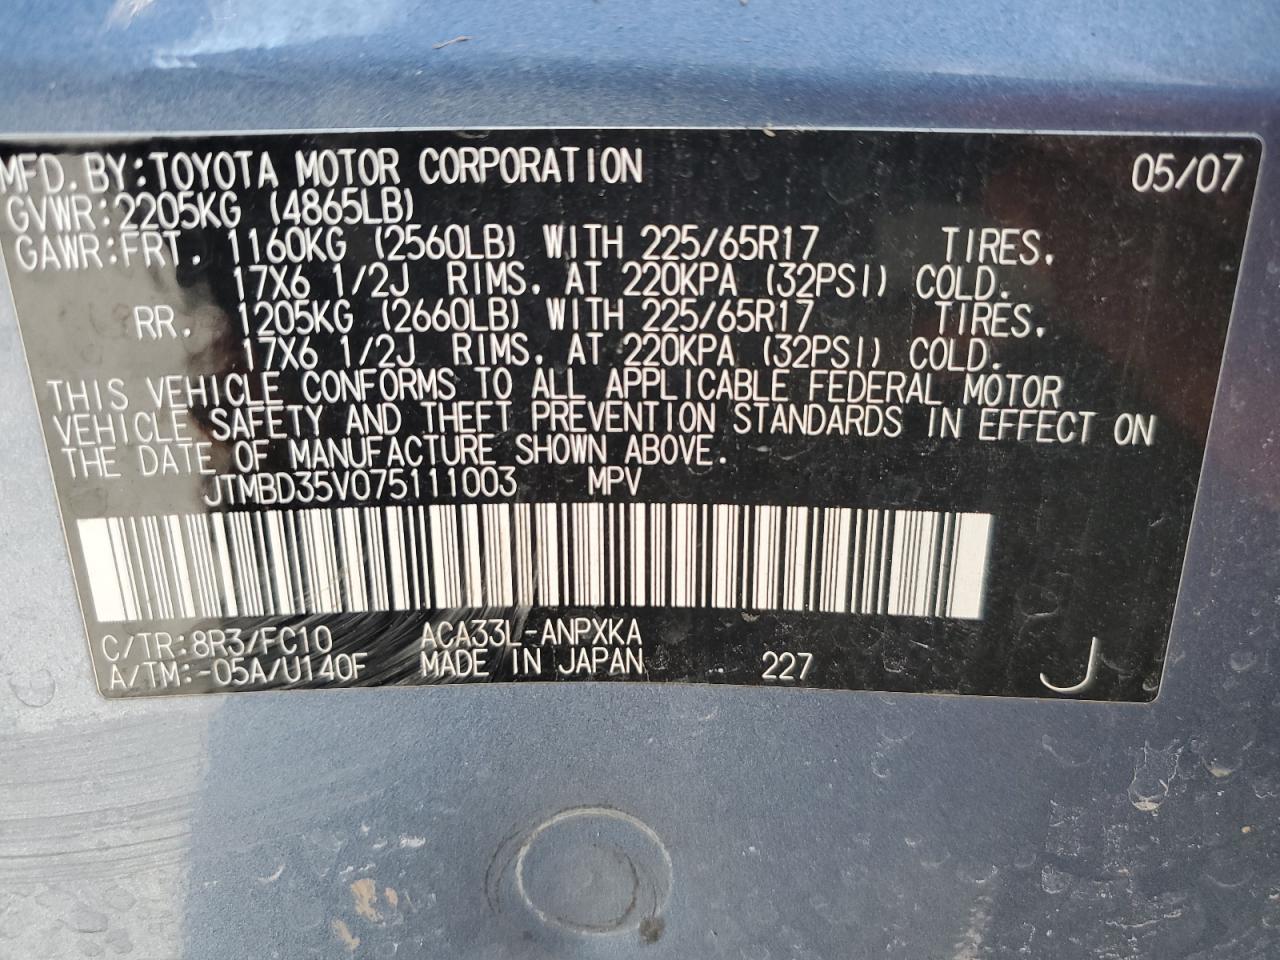 MFD. BY:TOYOTA MOTOR CORPORATION 05/07
GVWR:2205KG (4865LB)
GAWR:FRT. 1160KG (2560LB) WITH 225/65R17 TIRES.
17X6 1/2J RIMS. AT 220KPA (32PSI) COLD.
RR. 1205KG (2660LB) WITH 225/65R17 TIRES.
17X6 1/2J RIMS. AT 220KPA (32PSI) COLD.
THIS VEHICLE CONFORMS TO ALL APPLICABLE FEDERAL MOTOR
VEHICLE SAFETY AND THEFT PREVENTION STANDARDS IN EFFECT ON
THE DATE OF MANUFACTURE SHOWN ABOVE.
JTMBD35V075111003 MPV
C/TR:8R3/FC10 ACA33L-ANPXKA
A/TM:-05A/U140F MADE IN JAPAN 227 J